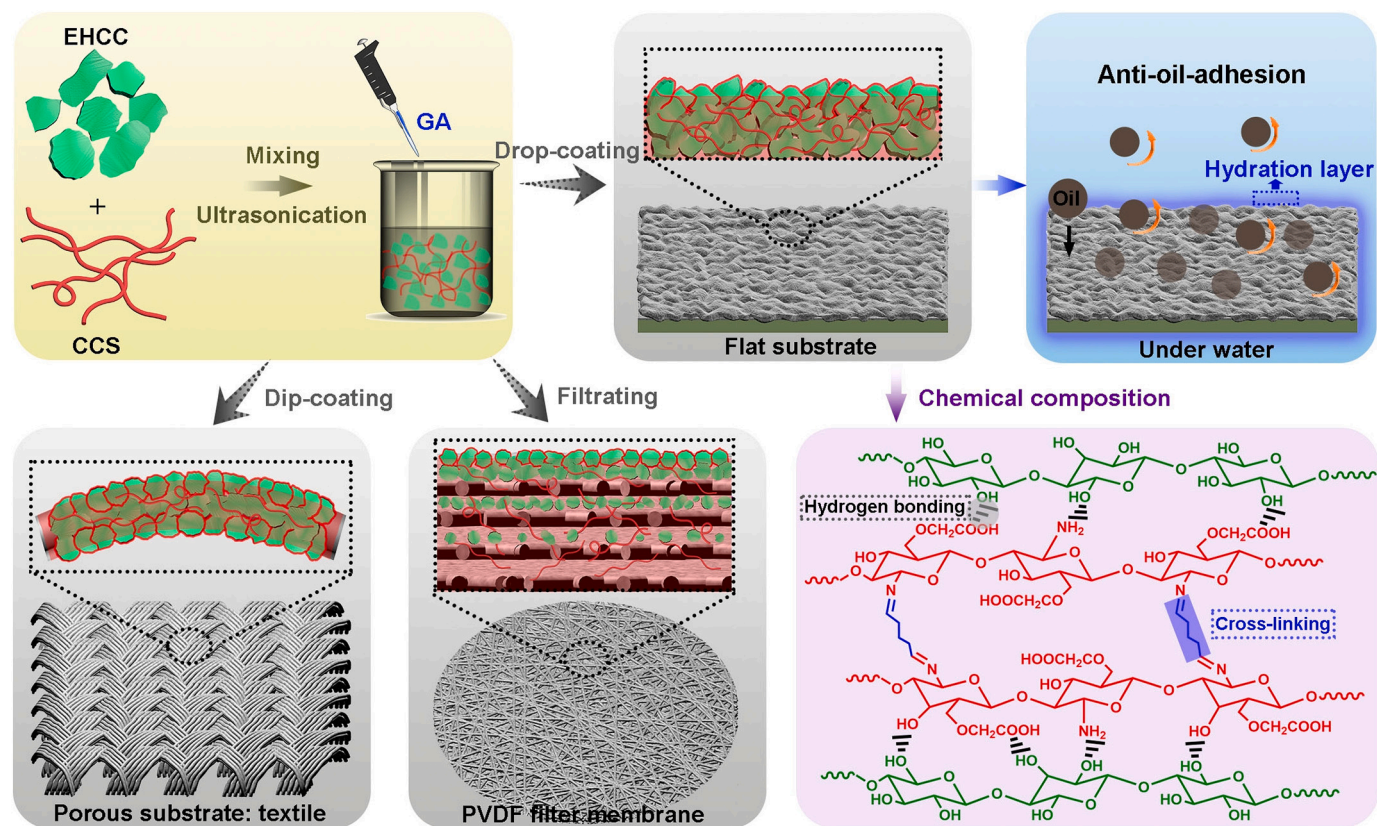 EHCC
+
CCS
Mixing
Ultrasonication
GA
Drop-coating
Flat substrate
Anti-oil-adhesion
Hydration layer
Oil
Under water
Dip-coating
Filtrating
Chemical composition
Porous substrate: textile
PVDF filter membrane
HO
HO
OH
HO
O
O
HO
O
O
O
O
HO
OH
O
HO
OH
OH
Hydrogen bonding
OCH₂COOH
NH₂
OCH₂COOH
HO
O
HO
O
O
O
O
HO
O
N
HOOCH₂CO
N
Cross-linking
N
HOOCH₂CO
N
O
O
HO
O
O
O
O
HO
OCH₂COOH
NH₂
HO
OCH₂COOH
HO
OH
HO
OH
HO
O
O
O
O
O
O
HO
OH
HO
OH
OH